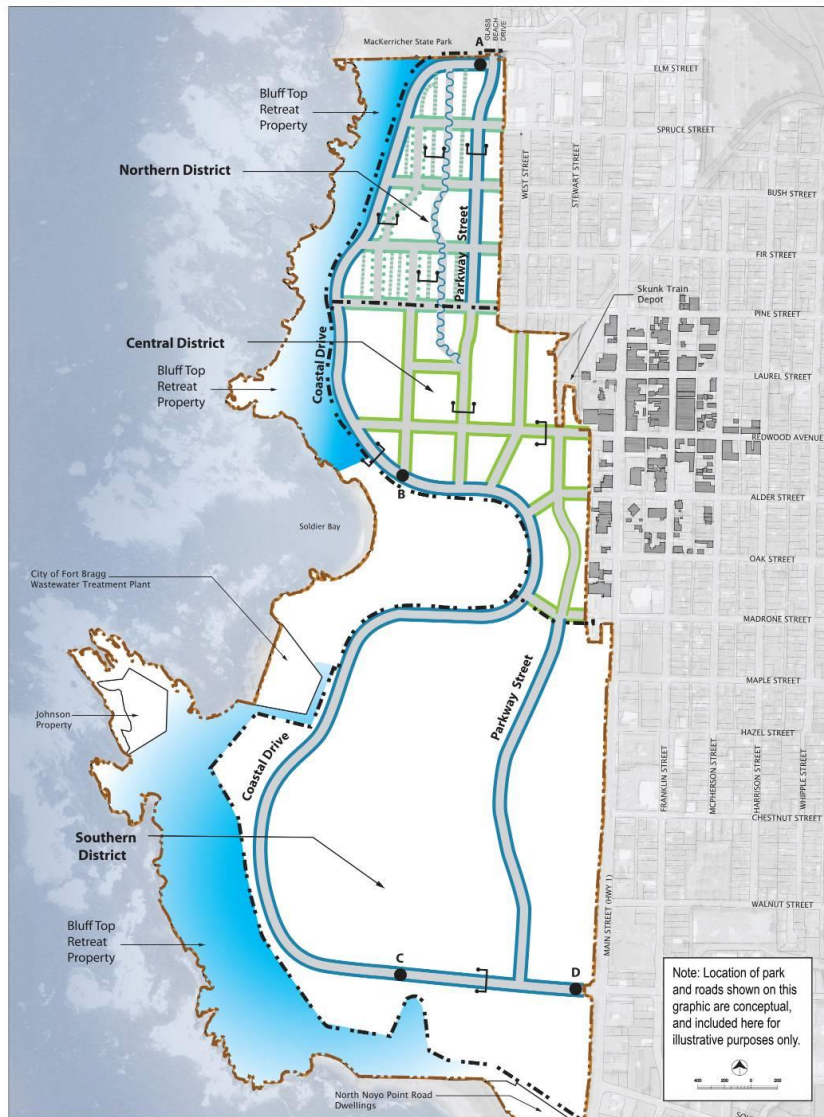 MacKerricher State Park
GLASS
BEACH
DRIVE
A
ELM STREET
Bluff Top
Retreat
Property
SPRUCE STREET
Northern District
WEST STREET
STEWART STREET
BUSH STREET
Parkway Street
FIR STREET
Skunk Train
Depot
PINE STREET
Central District
Coastal Drive
Bluff Top
Retreat
Property
LAUREL STREET
REDWOOD AVENUE
B
ALDER STREET
Soldier Bay
OAK STREET
City of Fort Bragg
Wastewater Treatment Plant
MADRONE STREET
Parkway Street
MAPLE STREET
Johnson
Property
Coastal Drive
HAZEL STREET
FRANKLIN STREET
MCPHERSON STREET
HARRISON STREET
WHIPPLE STREET
CHESTNUT STREET
Southern
District
MAIN STREET (HWY 1)
WALNUT STREET
Bluff Top
Retreat
Property
C
D
Note: Location of park
and roads shown on this
graphic are conceptual,
and included here for
illustrative purposes only.
400 200 0 200
North Noyo Point Road
Dwellings